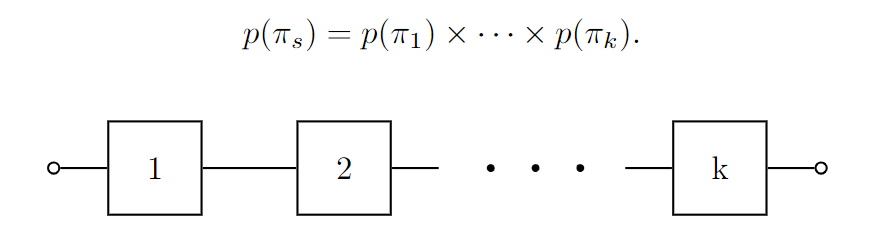 p(π_s) = p(π_1) × ⋯ × p(π_k).
1 2 · · · k